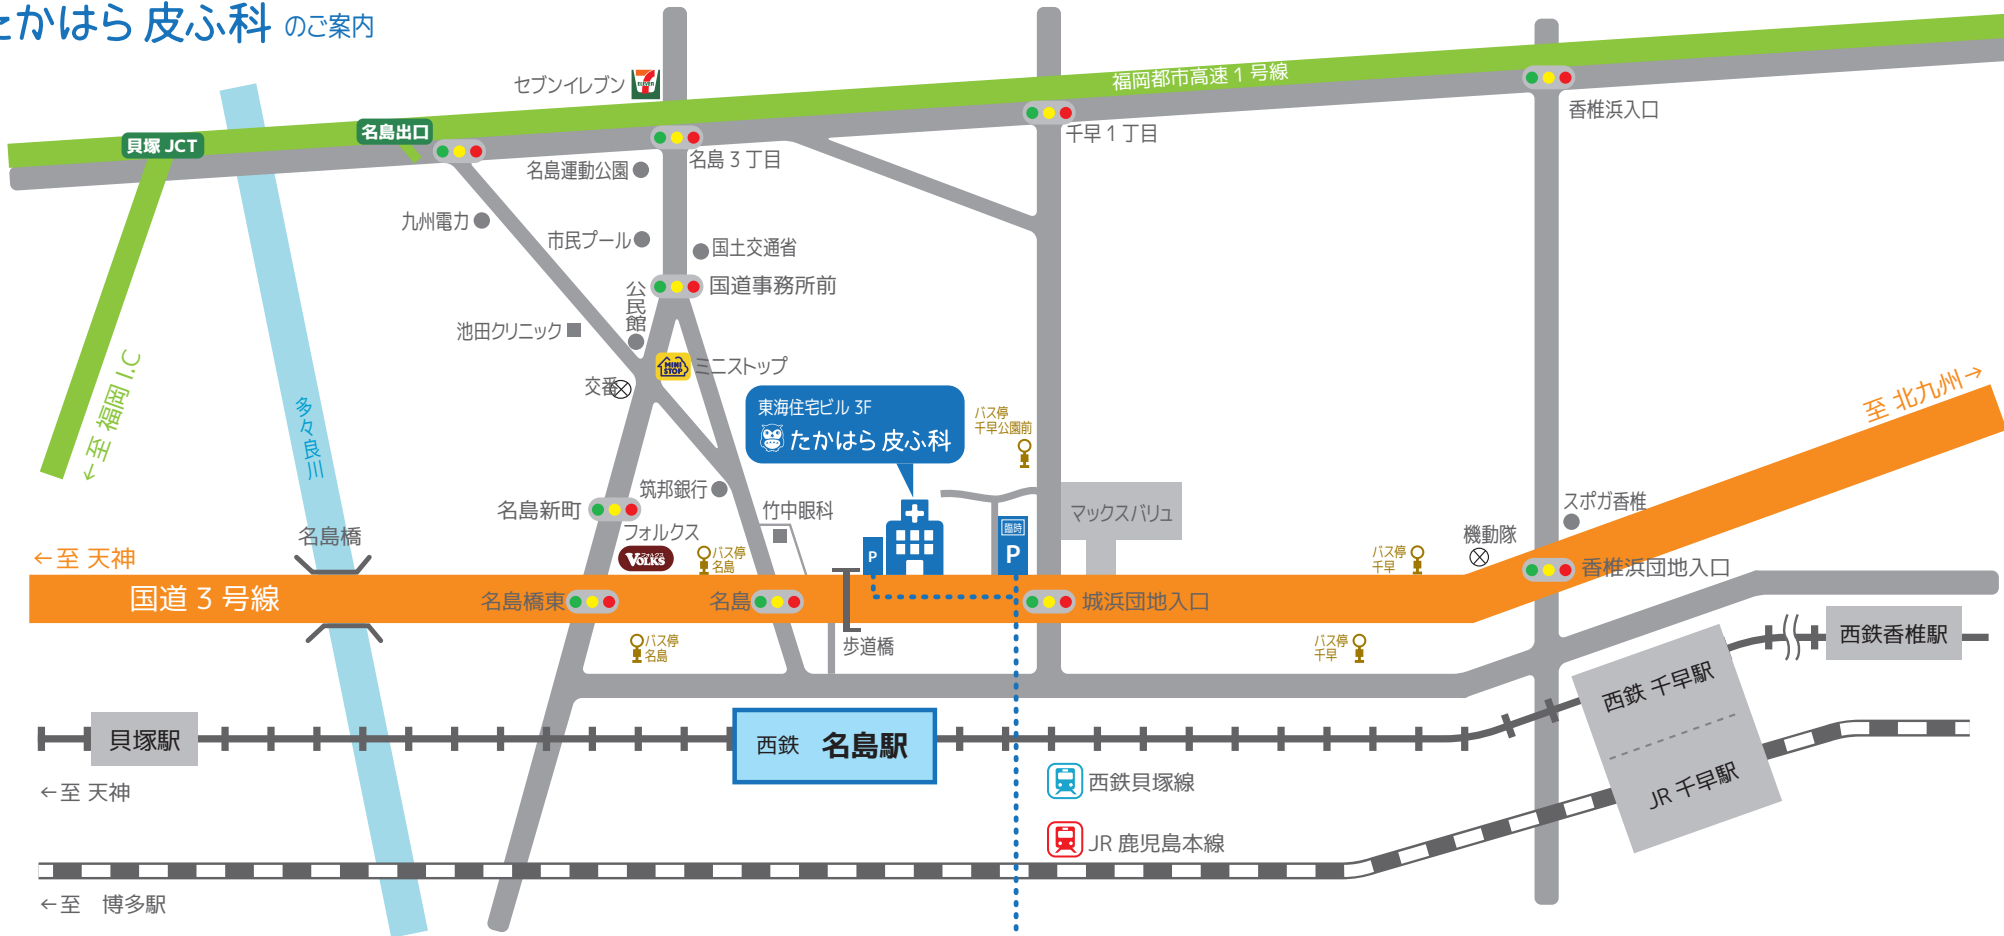 たかはら 皮ふ科 のご案内
セブンイレブン
ELEVEN
福岡都市高速 1 号線
貝塚 JCT
名島出口
香椎浜入口
千早 1 丁目
名島 3 丁目
名島運動公園
九州電力
市民プール
国土交通省
国道事務所前
公民館
池田クリニック
MINI STOP
ミニストップ
交番
←至 福岡 I.C
多々良川
東海住宅ビル 3F
たかはら 皮ふ科
バス停
千早公園前
至 北九州→
筑邦銀行
名島新町
竹中眼科
フォルクス
フォルクス
VOLKS
マックスバリュ
スポガ香椎
機動隊
臨時
P
P
名島橋
バス停
名島
バス停
千早
←至 天神
国道 3 号線
名島橋東
名島
城浜団地入口
香椎浜団地入口
バス停
名島
歩道橋
バス停
千早
西鉄香椎駅
西鉄 千早駅
貝塚駅
西鉄 名島駅
←至 天神
西鉄貝塚線
JR 千早駅
JR 鹿児島本線
←至 博多駅